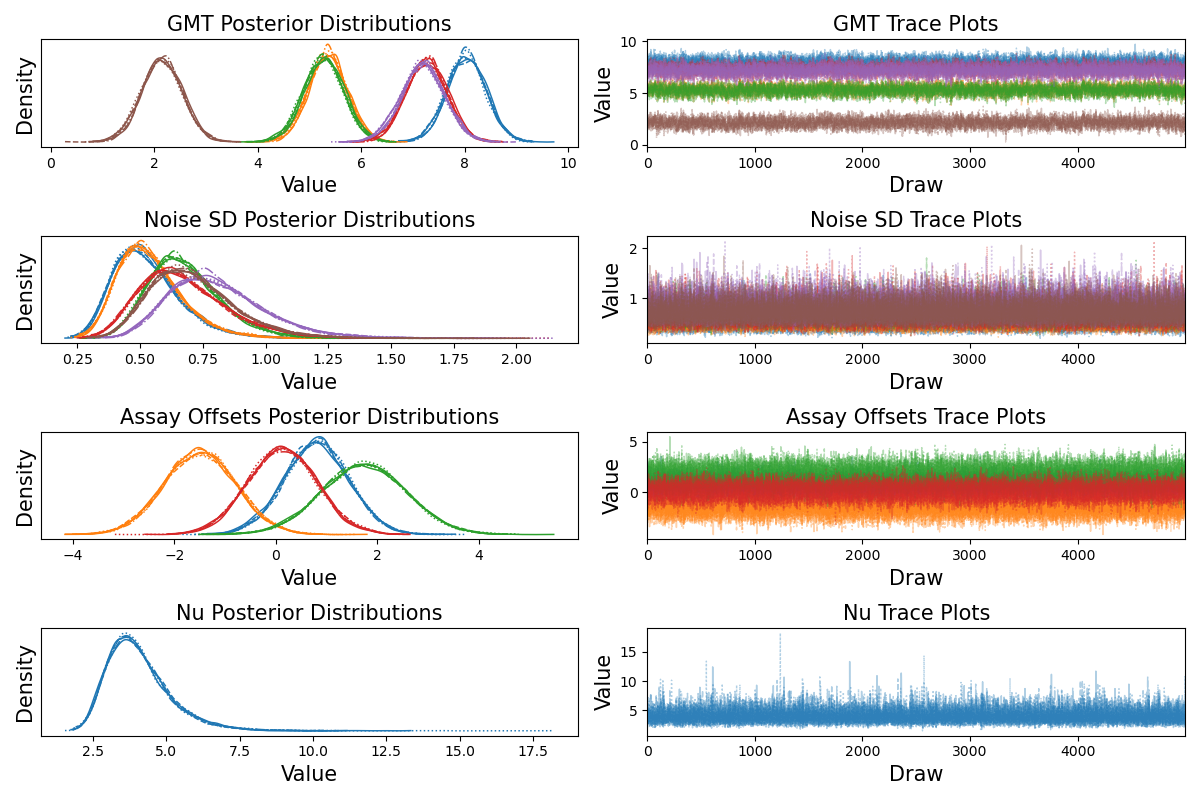 GMT Posterior Distributions
Density
0 2 4 6 8 10
Value
GMT Trace Plots
Value
10
5
0
0 1000 2000 3000 4000
Draw
Noise SD Posterior Distributions
Density
0.25 0.50 0.75 1.00 1.25 1.50 1.75 2.00
Value
Noise SD Trace Plots
Value
2
1
0 1000 2000 3000 4000
Draw
Assay Offsets Posterior Distributions
Density
−4 −2 0 2 4
Value
Assay Offsets Trace Plots
Value
5
0
0 1000 2000 3000 4000
Draw
Nu Posterior Distributions
Density
2.5 5.0 7.5 10.0 12.5 15.0 17.5
Value
Nu Trace Plots
Value
15
10
5
0 1000 2000 3000 4000
Draw